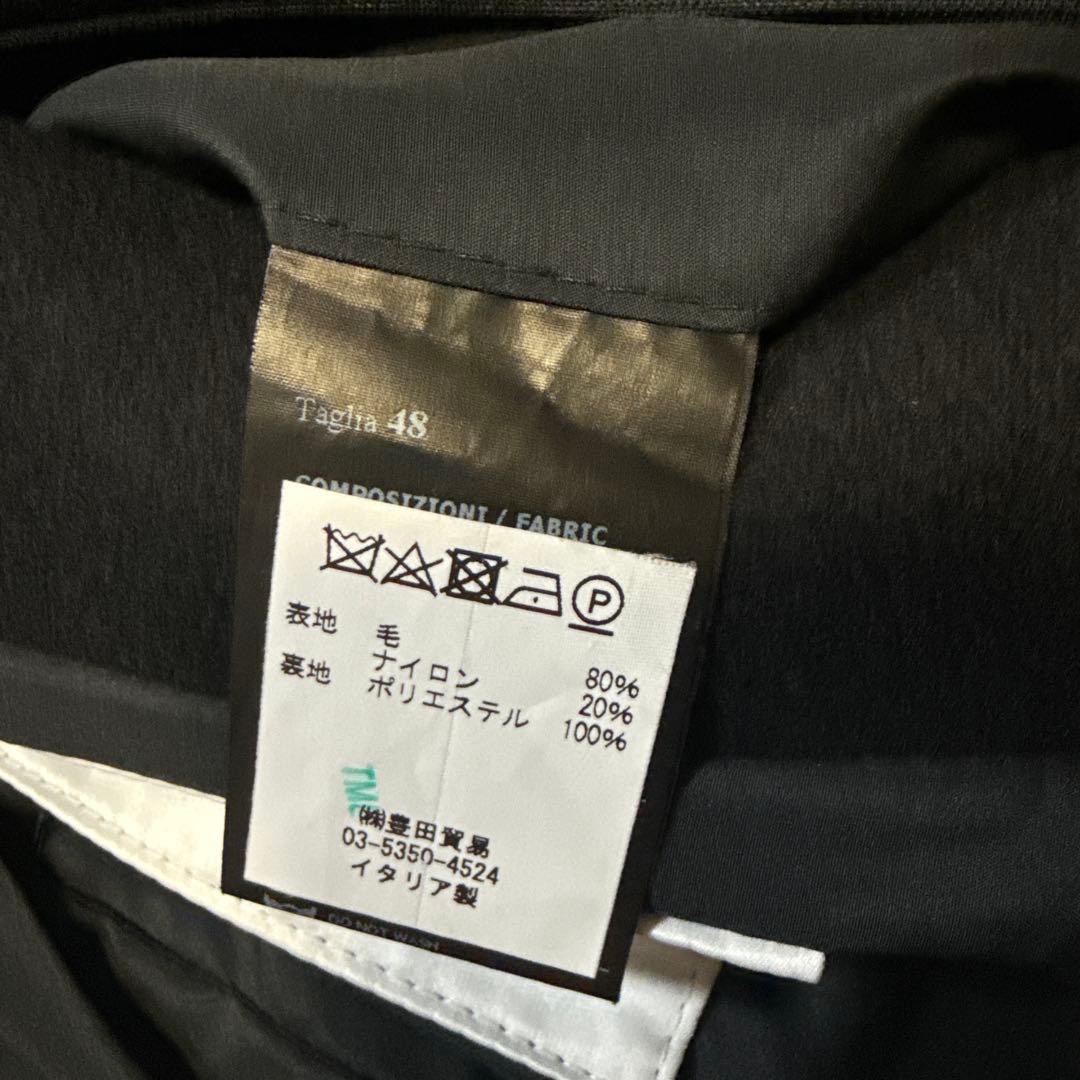 Taglia 48
COMPOSIZIONI / FABRIC
P
表地 毛 80%
ナイロン 20%
裏地 ポリエステル 100%
TMC
㈱豊田貿易
03-5350-4524
イタリア製
DO NOT WASH